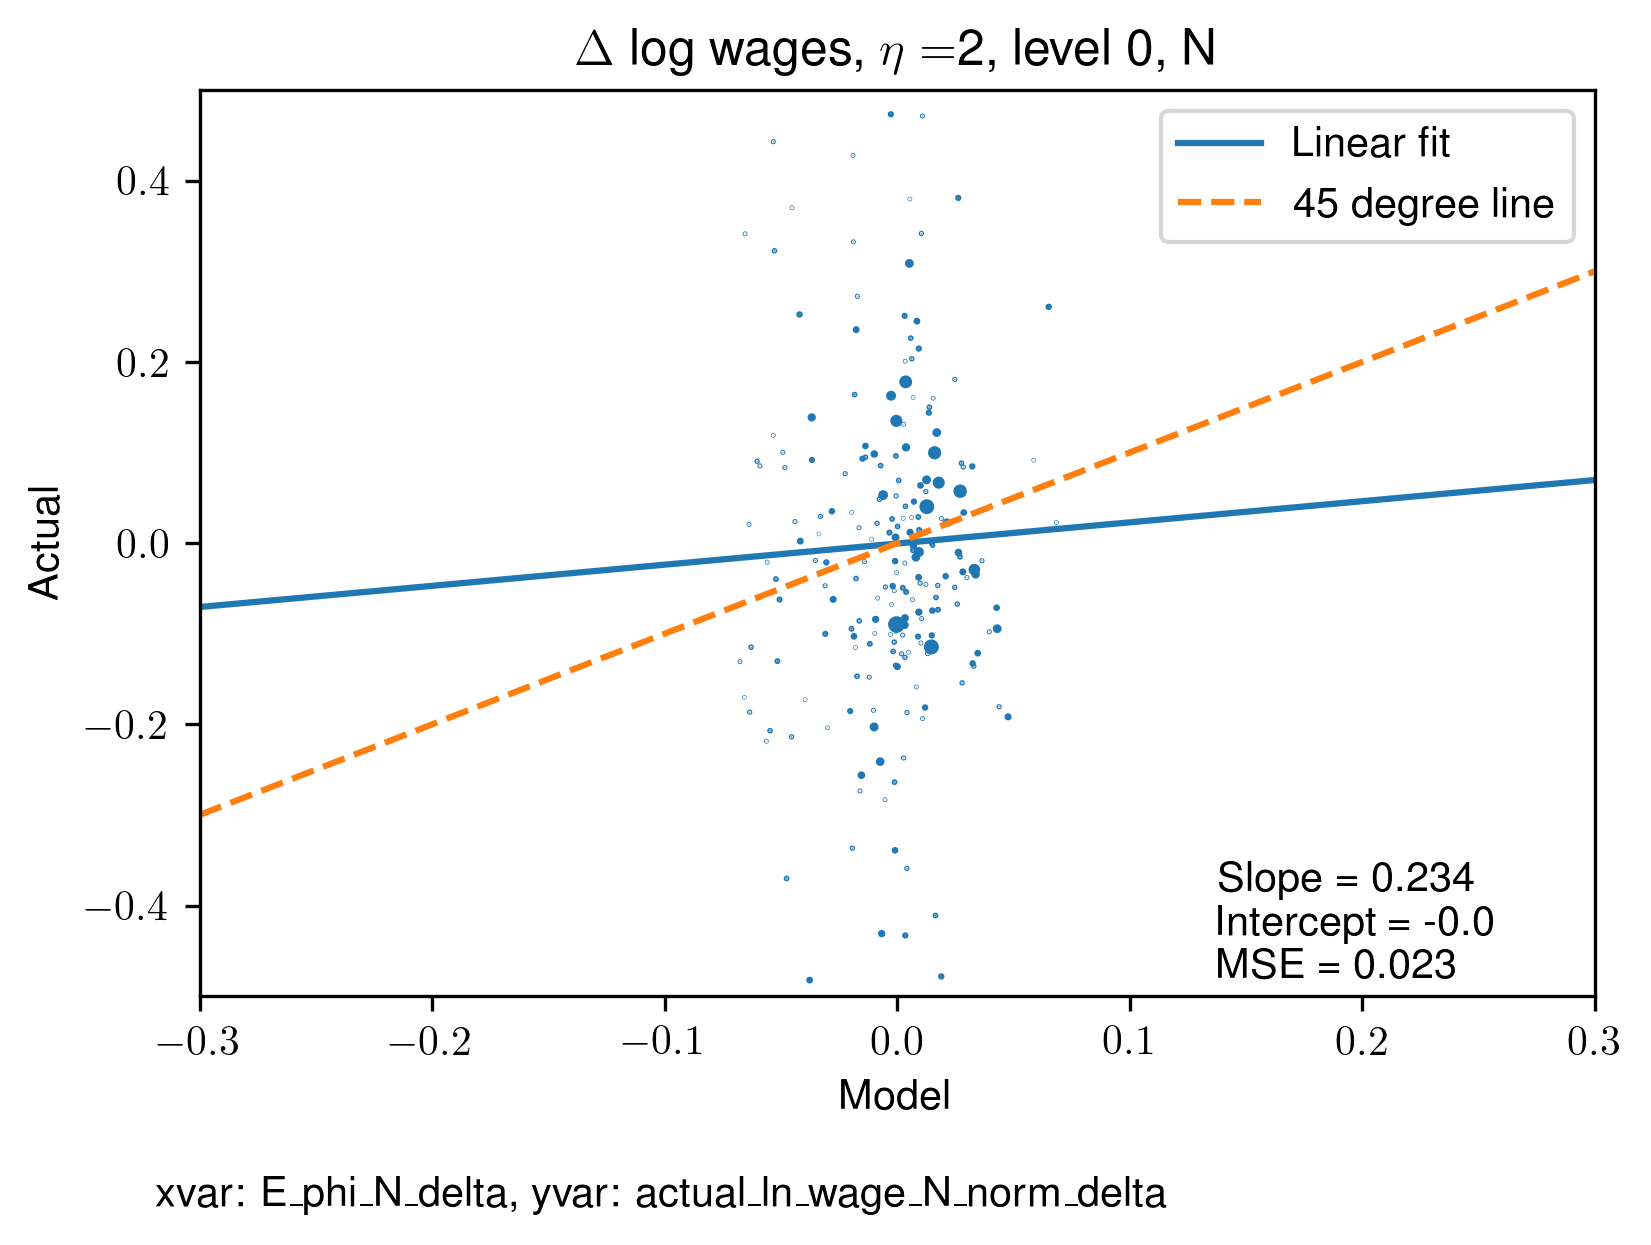 Δ log wages, η =2, level 0, N
Linear fit
45 degree line
0.4
0.2
0.0
−0.2
−0.4
Actual
Slope = 0.234
Intercept = -0.0
MSE = 0.023
−0.3 −0.2 −0.1 0.0 0.1 0.2 0.3
Model
xvar: E_phi_N_delta, yvar: actual_ln_wage_N_norm_delta